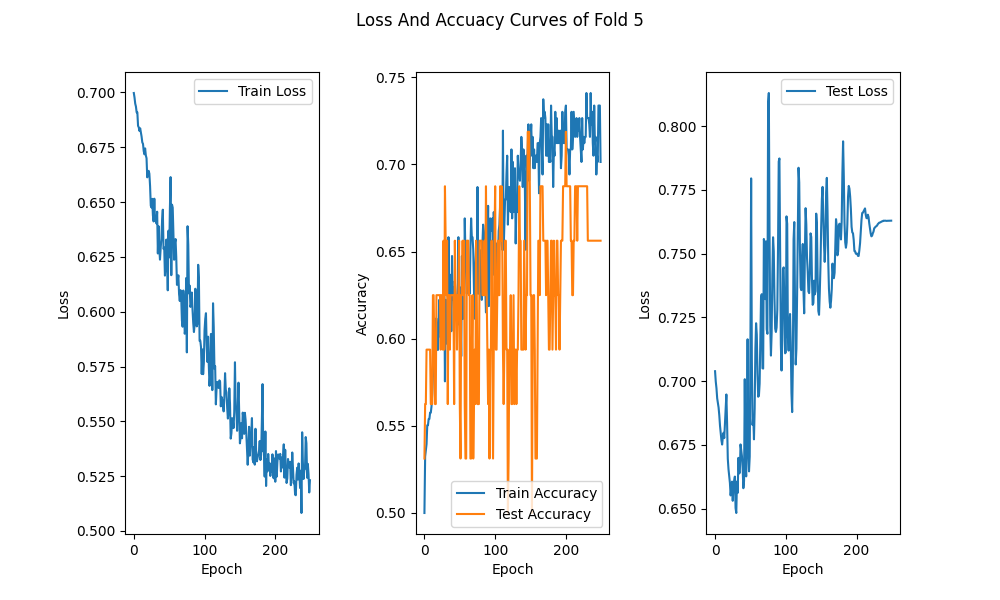 Loss And Accuacy Curves of Fold 5
Train Loss
0.700
0.675
0.650
0.625
0.600
0.575
0.550
0.525
0.500
Loss
0 100 200
Epoch
0.75
0.70
0.65
0.60
0.55
0.50
Accuracy
Train Accuracy
Test Accuracy
0 100 200
Epoch
Test Loss
0.800
0.775
0.750
0.725
0.700
0.675
0.650
Loss
0 100 200
Epoch